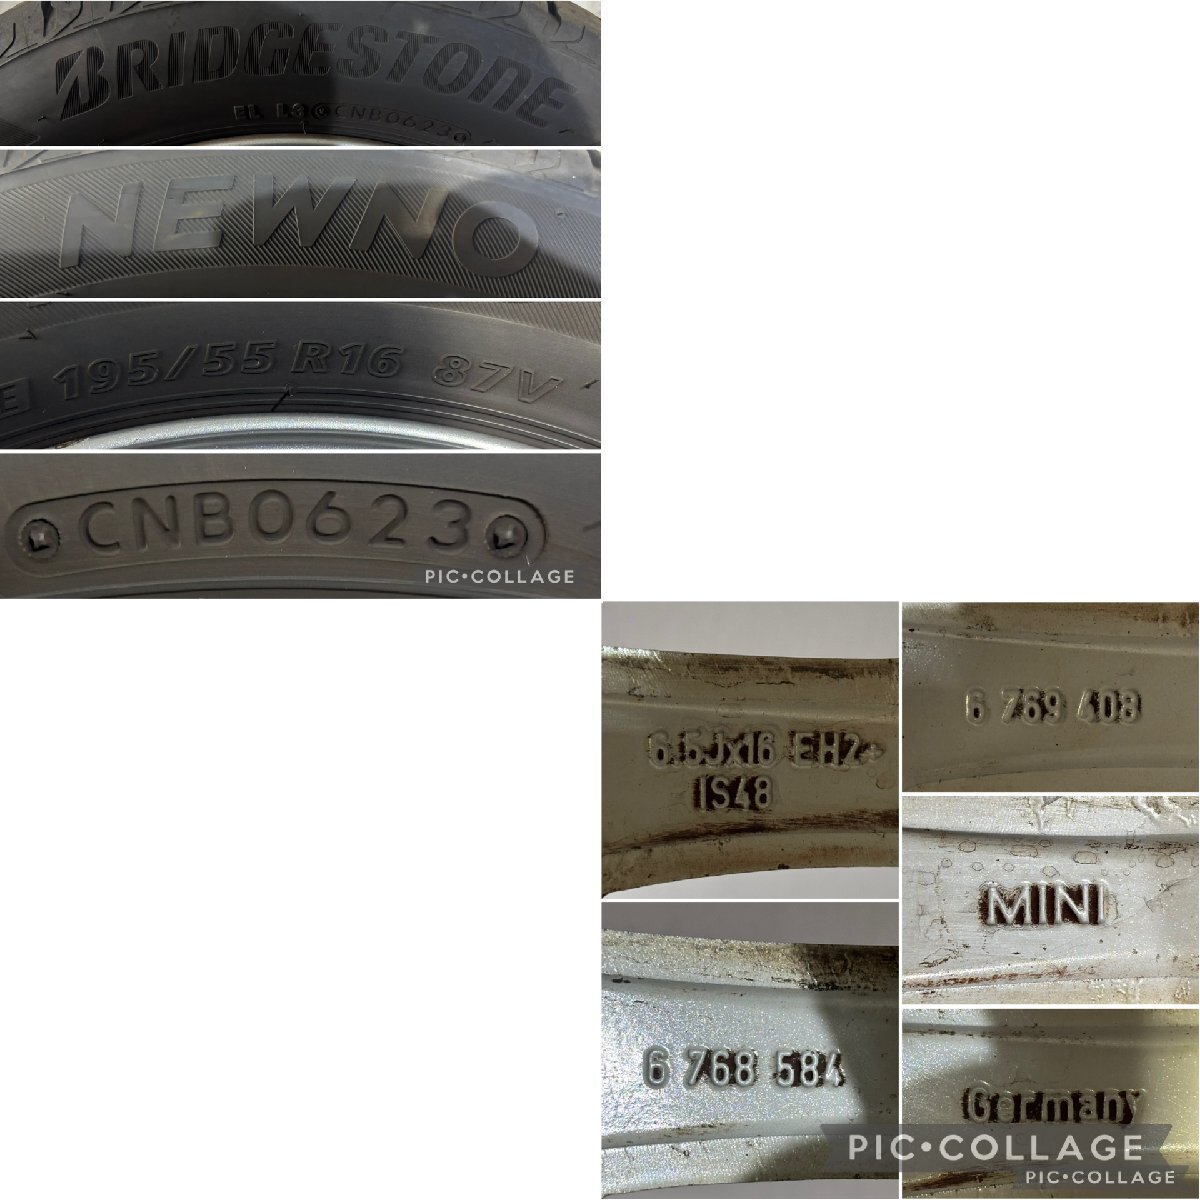 BRIDGESTONE
CNB0623
NEWNO
195/55 R16 87V
CNB0623
PIC•COLLAGE
6.5Jx16 EH2+
IS48
6 769 408
MINI
6 768 584
Germany
PIC•COLLAGE
PIC•COLLAGE